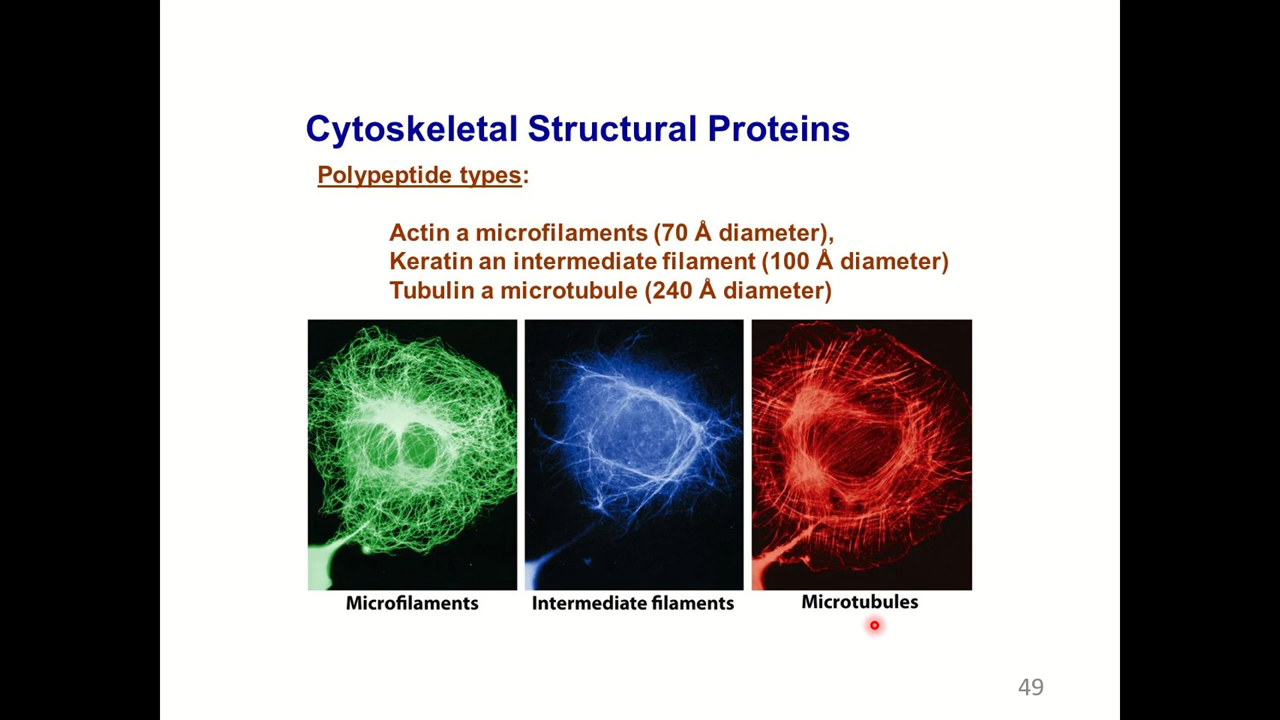 Cytoskeletal Structural Proteins
Polypeptide types:
Actin a microfilaments (70 Å diameter),
Keratin an intermediate filament (100 Å diameter)
Tubulin a microtubule (240 Å diameter)
Microfilaments
Intermediate filaments
Microtubules
49